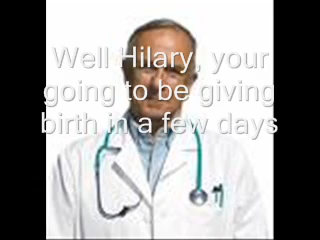 Well Hilary, your
going to be giving
birth in a few days